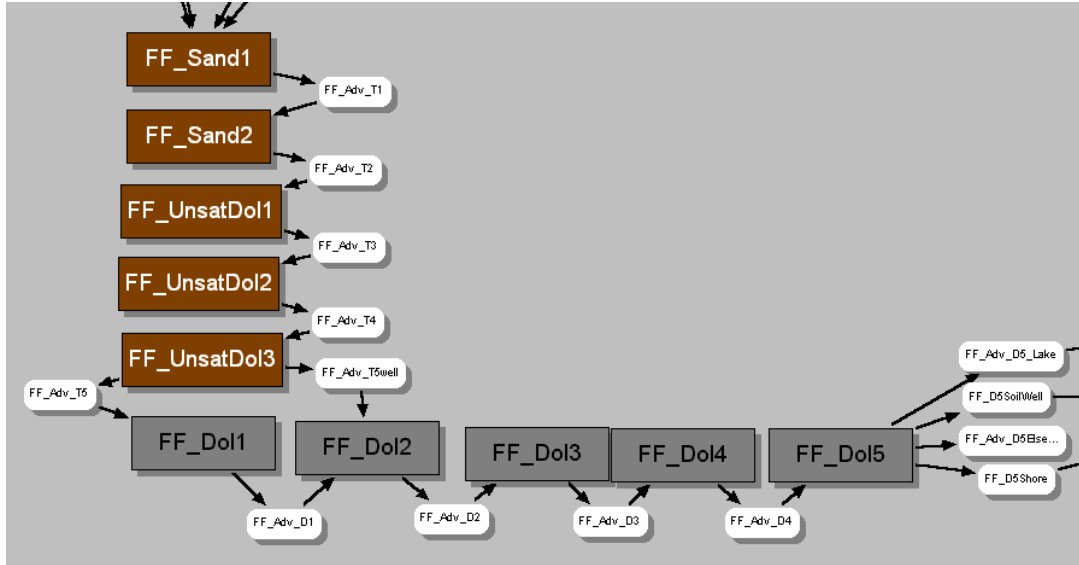 FF_Sand1
FF_Adv_T1
FF_Sand2
FF_Adv_T2
FF_UnsatDol1
FF_Adv_T3
FF_UnsatDol2
FF_Adv_T4
FF_UnsatDol3
FF_Adv_T5well
FF_Adv_T5
FF_Dol1
FF_Dol2
FF_Dol3
FF_Dol4
FF_Dol5
FF_Adv_D5_Lake
FF_D5SoilWell
FF_Adv_D5Else...
FF_D5Shore
FF_Adv_D1
FF_Adv_D2
FF_Adv_D3
FF_Adv_D4